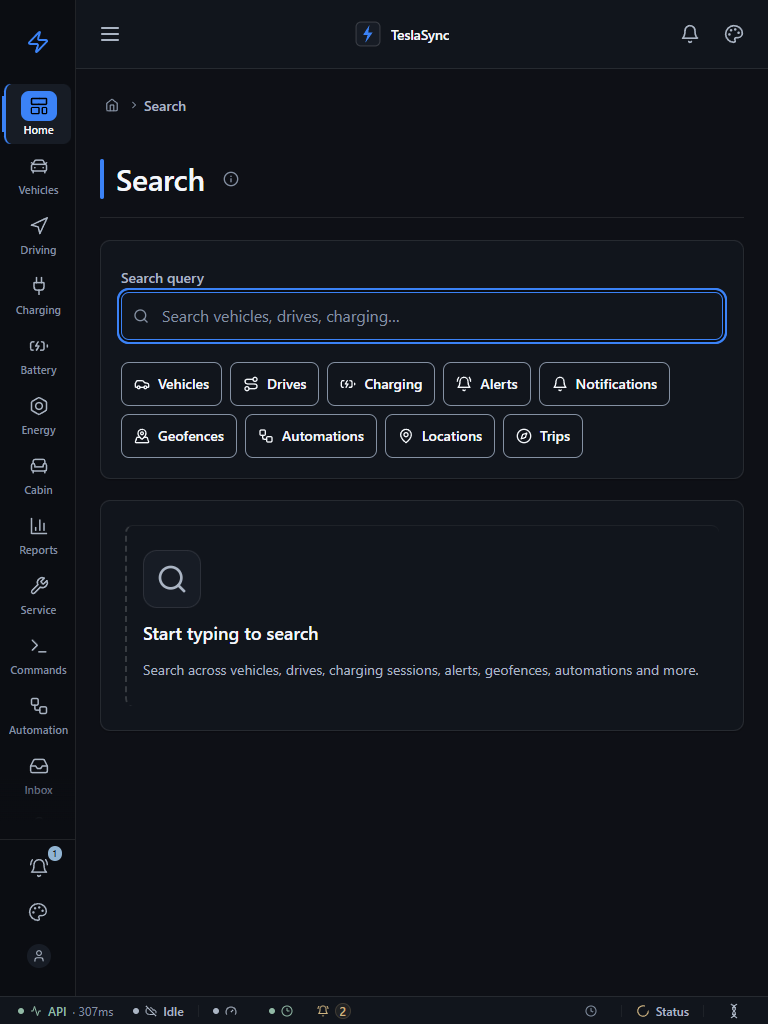 TeslaSync
Home
Vehicles
Driving
Charging
Battery
Energy
Cabin
Reports
Service
Commands
Automation
Inbox
1
Search
Search
Search query
Search vehicles, drives, charging...
Vehicles Drives Charging Alerts Notifications
Geofences Automations Locations Trips
Start typing to search
Search across vehicles, drives, charging sessions, alerts, geofences, automations and more.
API · 307ms Idle 2 Status